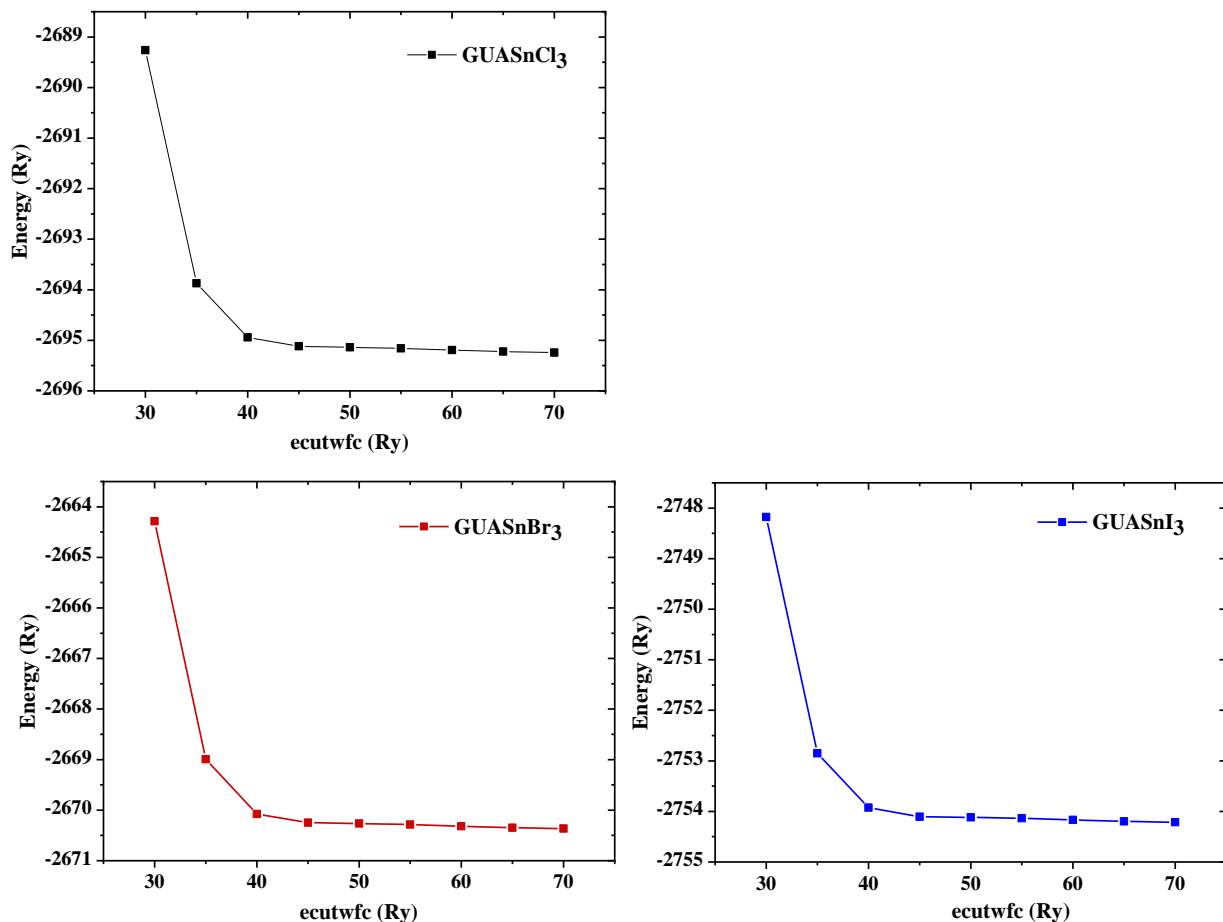 -2689
-2690
-2691
-2692
-2693
-2694
-2695
-2696
Energy (Ry)
GUASnCl3
30 40 50 60 70
ecutwfc (Ry)
-2664
-2665
-2666
-2667
-2668
-2669
-2670
-2671
Energy (Ry)
GUASnBr3
30 40 50 60 70
ecutwfc (Ry)
-2748
-2749
-2750
-2751
-2752
-2753
-2754
-2755
Energy (Ry)
GUASnI3
30 40 50 60 70
ecutwfc (Ry)